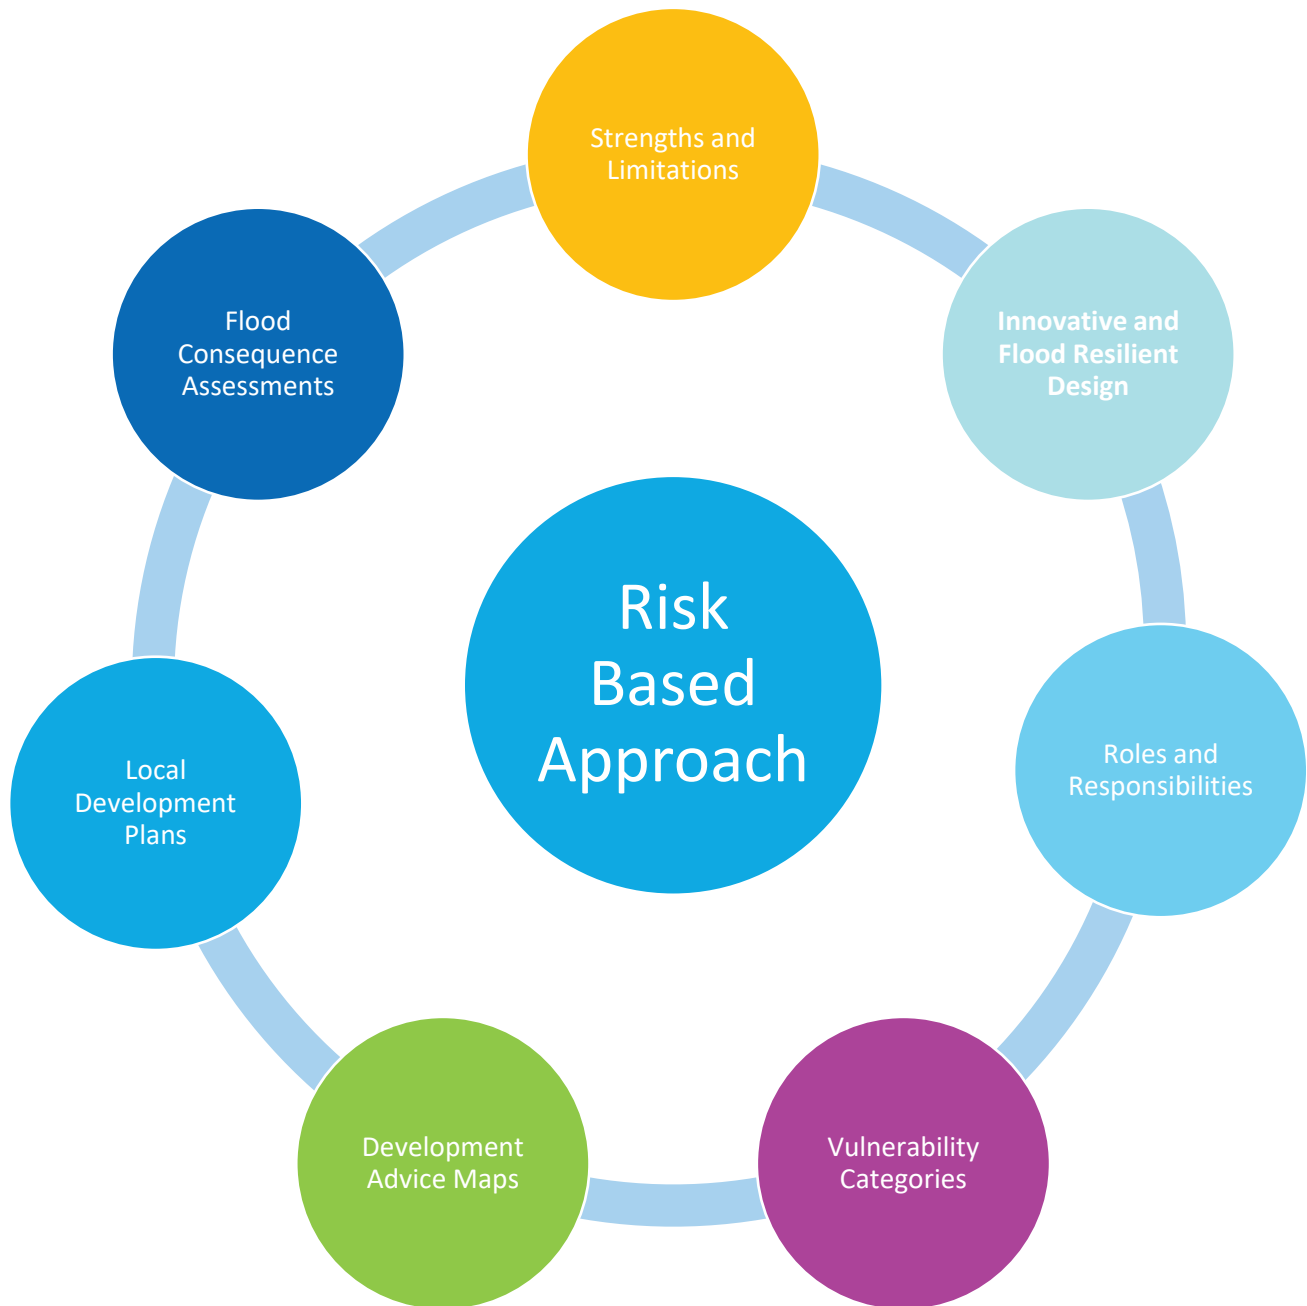 Strengths and
Limitations
Innovative and
Flood Resilient
Design
Roles and
Responsibilities
Vulnerability
Categories
Development
Advice Maps
Local
Development
Plans
Flood
Consequence
Assessments
Risk
Based
Approach